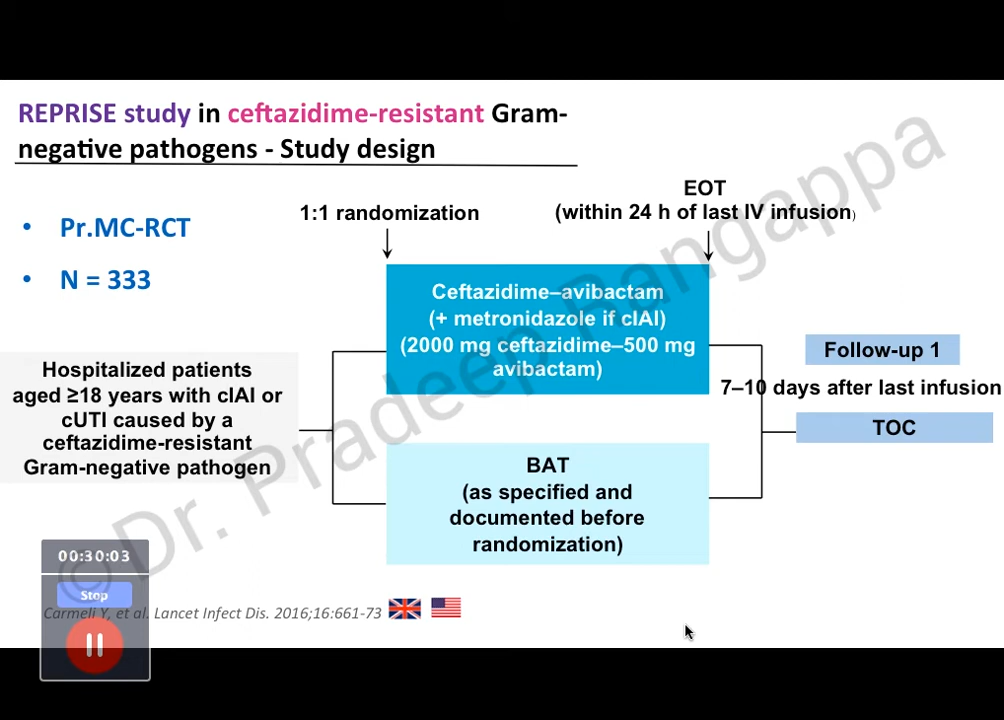 REPRISE study in ceftazidime-resistant Gram-
negative pathogens - Study design
• Pr.MC-RCT
• N = 333
1:1 randomization
EOT
(within 24 h of last IV infusion)
Ceftazidime–avibactam
(+ metronidazole if cIAI)
(2000 mg ceftazidime–500 mg
avibactam)
Hospitalized patients
aged ≥18 years with cIAI or
cUTI caused by a
ceftazidime-resistant
Gram-negative pathogen
BAT
(as specified and
documented before
randomization)
Follow-up 1
7–10 days after last infusion
TOC
©Dr. Pradeep Rangappa
00:30:03
Stop
Carmeli Y, et al. Lancet Infect Dis. 2016;16:661-73